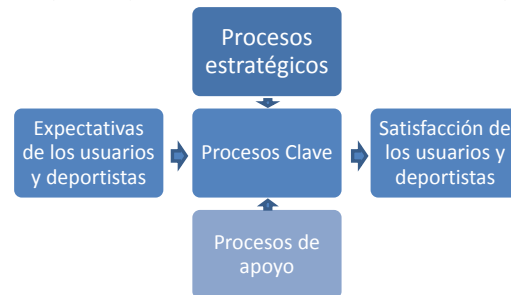 Procesos
estratégicos
Expectativas
de los usuarios
y deportistas
Procesos Clave
Satisfacción de
los usuarios y
deportistas
Procesos de
apoyo